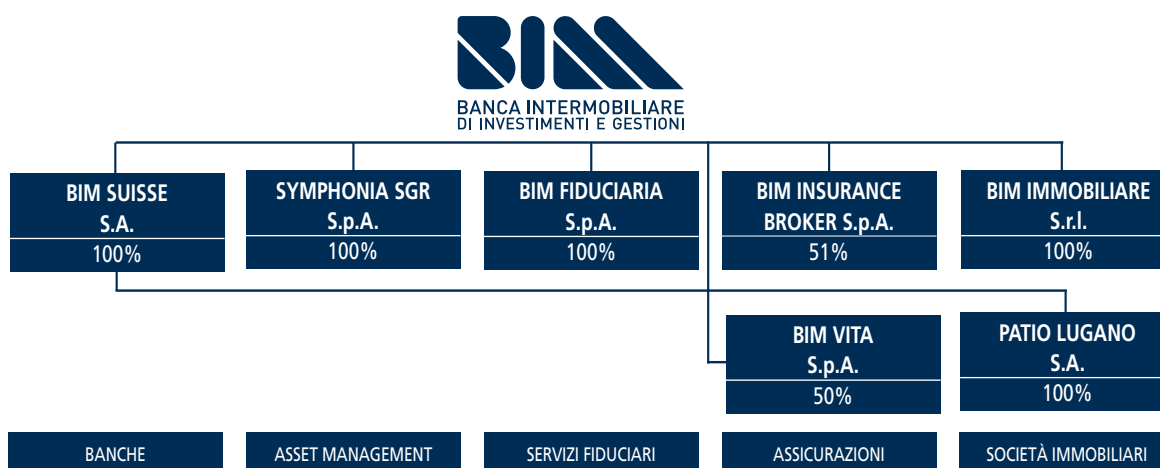 BIM
BANCA INTERMOBILIARE
DI INVESTIMENTI E GESTIONI
BIM SUISSE
S.A.
100%
SYMPHONIA SGR
S.p.A.
100%
BIM FIDUCIARIA
S.p.A.
100%
BIM INSURANCE
BROKER S.p.A.
51%
BIM IMMOBILIARE
S.r.l.
100%
BIM VITA
S.p.A.
50%
PATIO LUGANO
S.A.
100%
BANCHE
ASSET MANAGEMENT
SERVIZI FIDUCIARI
ASSICURAZIONI
SOCIETÀ IMMOBILIARI